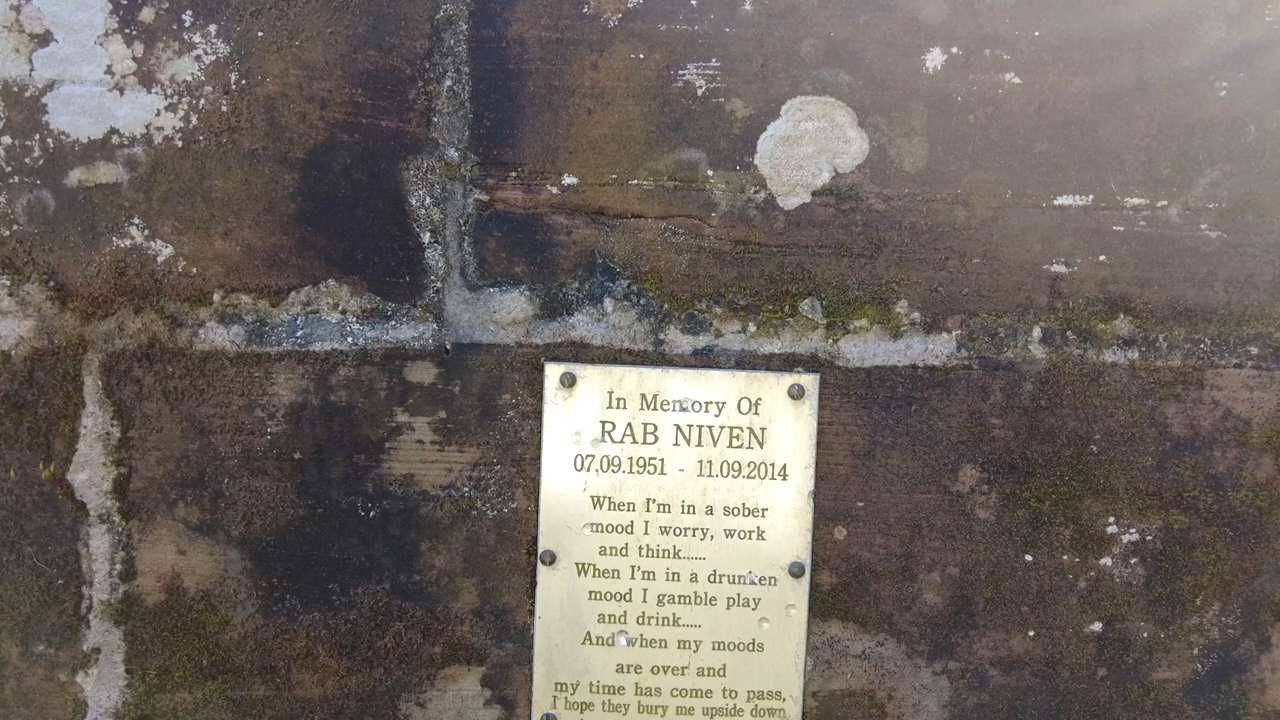 In Memory Of
RAB NIVEN
07.09.1951 - 11.09.2014
When I'm in a sober
mood I worry, work
and think......
When I'm in a drunken
mood I gamble play
and drink.....
And when my moods
are over and
my time has come to pass,
I hope they bury me upside down